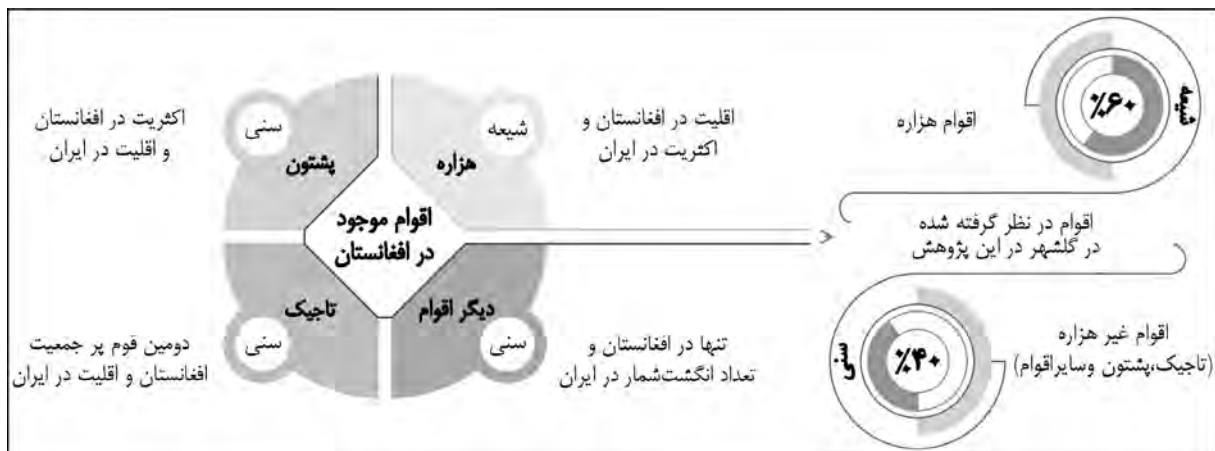 شیعه
٪۶۰
اقوام هزاره
اقلیت در افغانستان و
اکثریت در ایران
شیعه
هزاره
سنی
پشتون
اکثریت در افغانستان
و اقلیت در ایران
اقوام موجود
در افغانستان
اقوام در نظر گرفته شده
در گلشهر در این پژوهش
دیگر اقوام
سنی
تنها در افغانستان و
تعداد انگشت‌شمار در ایران
تاجیک
سنی
دومین قوم پر جمعیت
افغانستان و اقلیت در ایران
سنی
٪۴۰
اقوام غیر هزاره
(تاجیک،پشتون وسایراقوام)